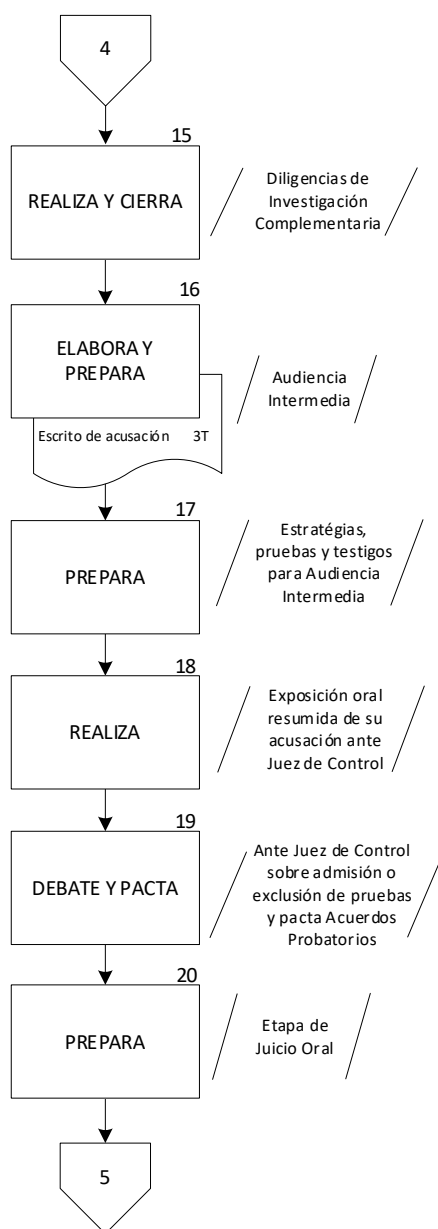 4
15
REALIZA Y CIERRA
Diligencias de
Investigación
Complementaria
16
ELABORA Y
PREPARA
Escrito de acusación 3T
Audiencia
Intermedia
17
PREPARA
Estratégias,
pruebas y testigos
para Audiencia
Intermedia
18
REALIZA
Exposición oral
resumida de su
acusación ante
Juez de Control
19
DEBATE Y PACTA
Ante Juez de Control
sobre admisión o
exclusión de pruebas
y pacta Acuerdos
Probatorios
20
PREPARA
Etapa de
Juicio Oral
5